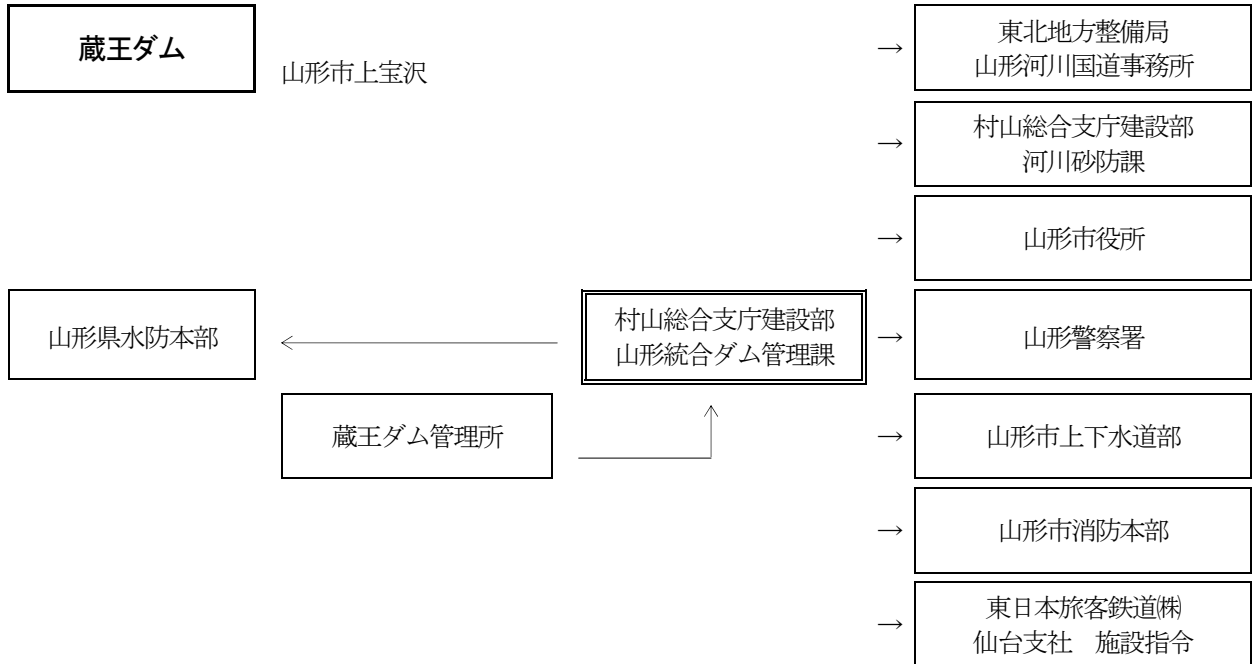 蔵王ダム
山形市上宝沢
→
東北地方整備局
山形河川国道事務所
→
村山総合支庁建設部
河川砂防課
→
山形市役所
山形県水防本部
村山総合支庁建設部
山形統合ダム管理課
→
山形警察署
蔵王ダム管理所
→
山形市上下水道部
→
山形市消防本部
→
東日本旅客鉄道㈱
仙台支社　施設指令